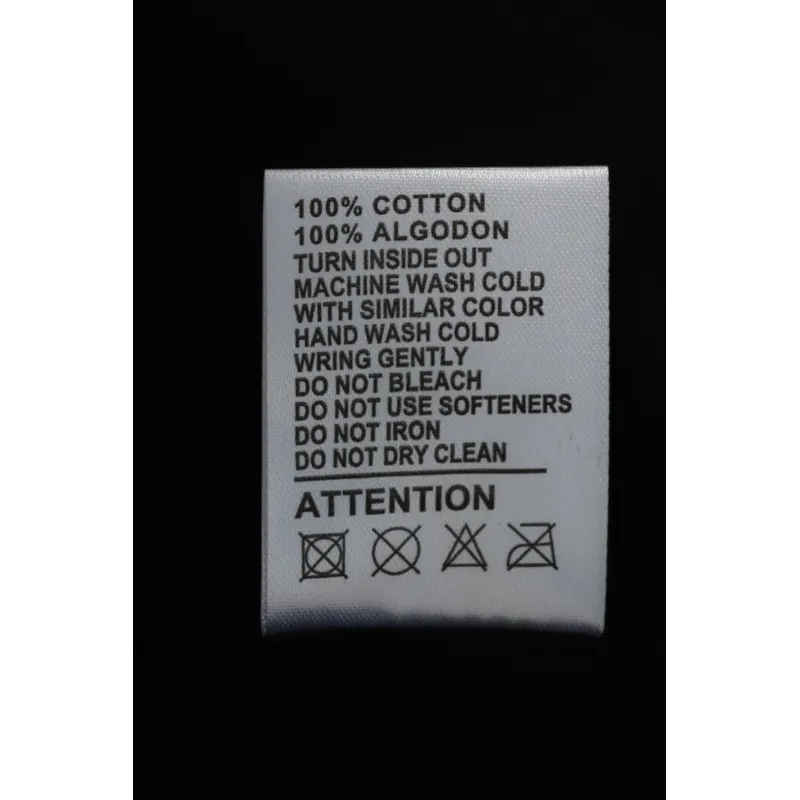 100% COTTON
100% ALGODON
TURN INSIDE OUT
MACHINE WASH COLD
WITH SIMILAR COLOR
HAND WASH COLD
WRING GENTLY
DO NOT BLEACH
DO NOT USE SOFTENERS
DO NOT IRON
DO NOT DRY CLEAN
ATTENTION